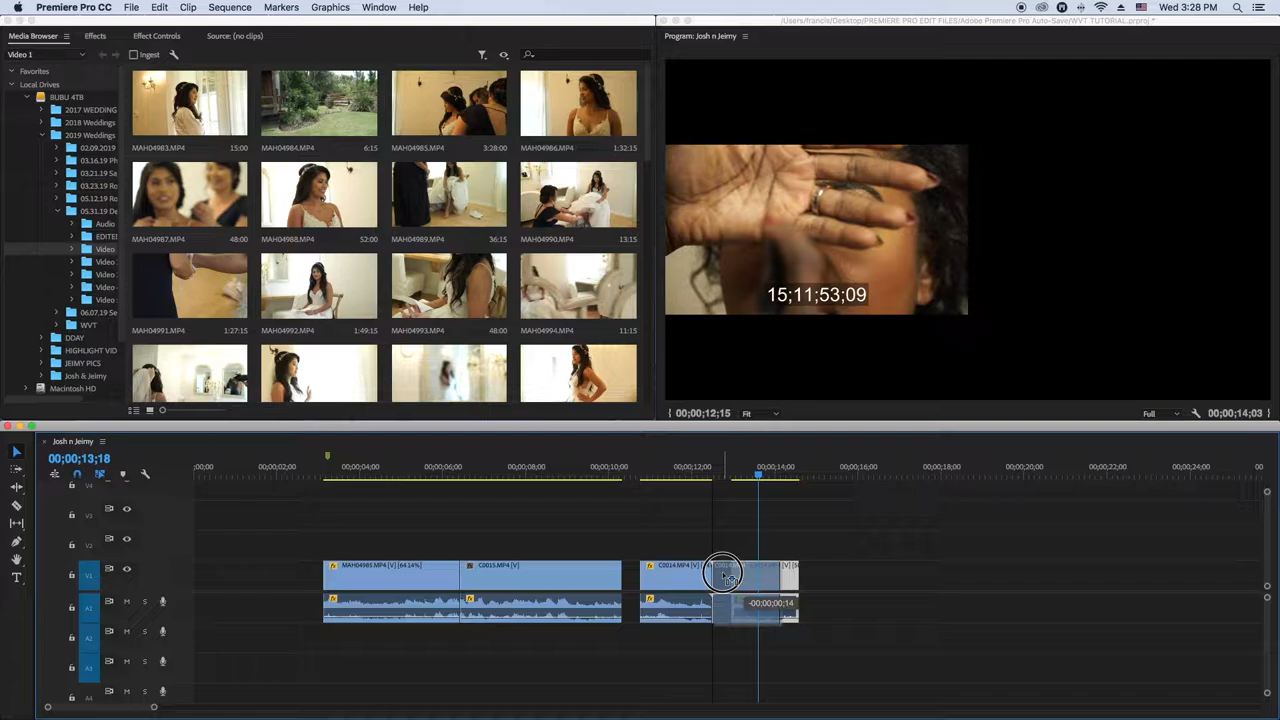 Premiere Pro CC File Edit Clip Sequence Markers Graphics Window Help Wed 3:28 PM
/Users/francis/Desktop/PREMIERE PRO EDIT FILES/Adobe Premiere Pro Auto-Save/WVT TUTORIAL.prproj *
Media Browser Effects Effect Controls Source: (no clips)
Program: Josh n Jeimy
Video 1
Ingest
Favorites
Local Drives
BUBU 4TB
2017 WEDDING
2018 Weddings
2019 Weddings
02.09.2019
03.16.19 Ph
03.21.19 Sa
03.23.19 Ro
05.12.19 Ro
05.31.19 De
Audio
EDITE
Video
Video
Video
Video
Video
06.07.19 Se
WVT
DDAY
HIGHLIGHT VID
JEIMY PICS
Josh & Jeimy
Macintosh HD
MAH04983.MP4 15:00
MAH04984.MP4 6:15
MAH04985.MP4 3:28:00
MAH04986.MP4 1:32:15
MAH04987.MP4 48:00
MAH04988.MP4 52:00
MAH04989.MP4 36:15
MAH04990.MP4 13:15
MAH04991.MP4 1:27:15
MAH04992.MP4 1:49:15
MAH04993.MP4 48:00
MAH04994.MP4 11:15
15;11;53;09
00;00;12;15 Fit Full 00;00;14;03
Josh n Jeimy
00;00;13;18
;00;00 00;00;02;00 00;00;04;00 00;00;06;00 00;00;08;00 00;00;10;00 00;00;12;00 00;00;14;00 00;00;16;00 00;00;18;00 00;00;20;00 00;00;22;00 00;00;24;00 00
V4
V3
V2
V1
fx MAH04985.MP4 [V] [64.14%] C0015.MP4 [V] fx C0014.MP4 [V] [64
A1 M S
fx fx fx
-00;00;00;14
A2 M S
A3 M S
A4 M S